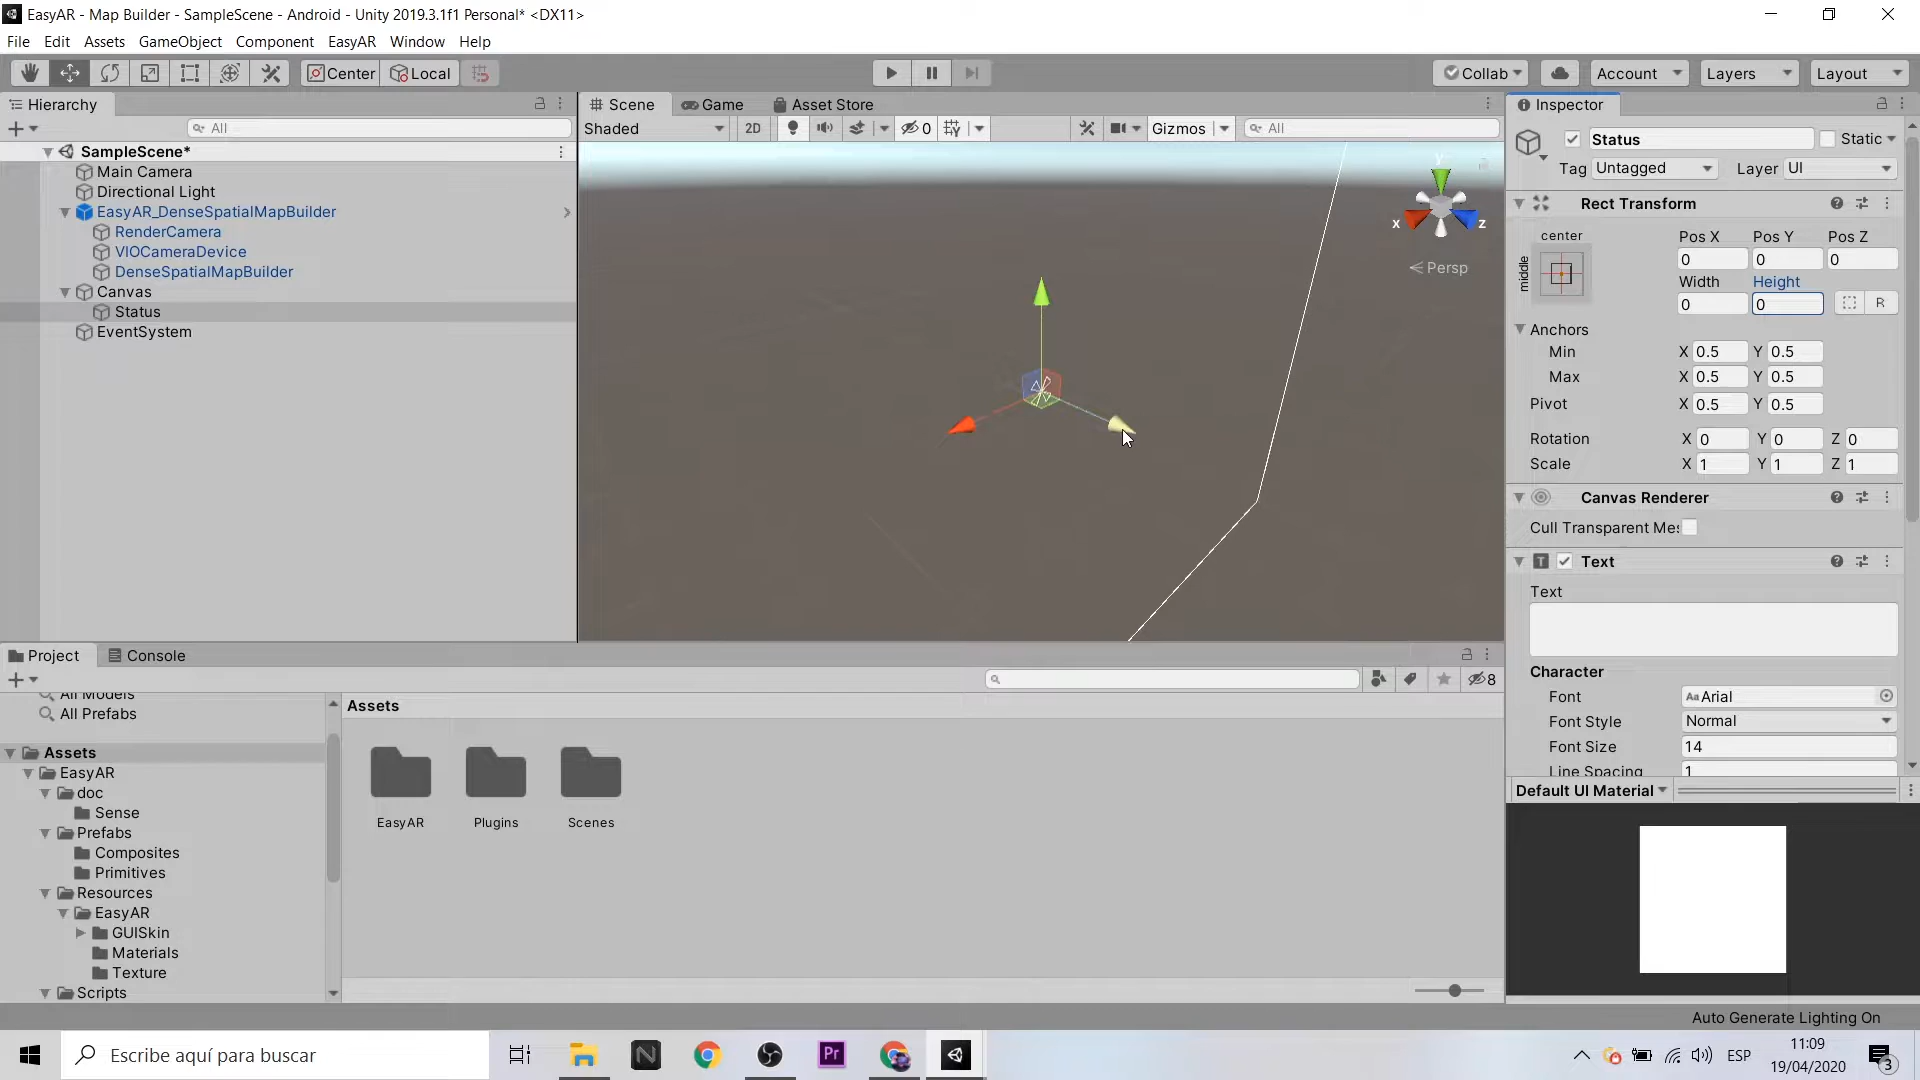 EasyAR - Map Builder - SampleScene - Android - Unity 2019.3.1f1 Personal* <DX11>
File Edit Assets GameObject Component EasyAR Window Help
Center Local Collab Account Layers Layout
Hierarchy
All
SampleScene*
Main Camera
Directional Light
EasyAR_DenseSpatialMapBuilder
RenderCamera
VIOCameraDevice
DenseSpatialMapBuilder
Canvas
Status
EventSystem
Scene Game Asset Store
Shaded 2D 0 Gizmos All
y
x z
Persp
Inspector
Status Static
Tag Untagged Layer UI
Rect Transform
center
middle
Pos X Pos Y Pos Z
0 0 0
Width Height
0 0 R
Anchors
Min X 0.5 Y 0.5
Max X 0.5 Y 0.5
Pivot X 0.5 Y 0.5
Rotation X 0 Y 0 Z 0
Scale X 1 Y 1 Z 1
Canvas Renderer
Cull Transparent Me
T Text
Text
Character
Font Aa Arial
Font Style Normal
Font Size 14
Line Spacing 1
Default UI Material
Project Console
8
All Models
All Prefabs
Assets
EasyAR
doc
Sense
Prefabs
Composites
Primitives
Resources
EasyAR
GUISkin
Materials
Texture
Scripts
Assets
EasyAR Plugins Scenes
Auto Generate Lighting On
Escribe aquí para buscar
Pr
ESP
11:09
19/04/2020
3